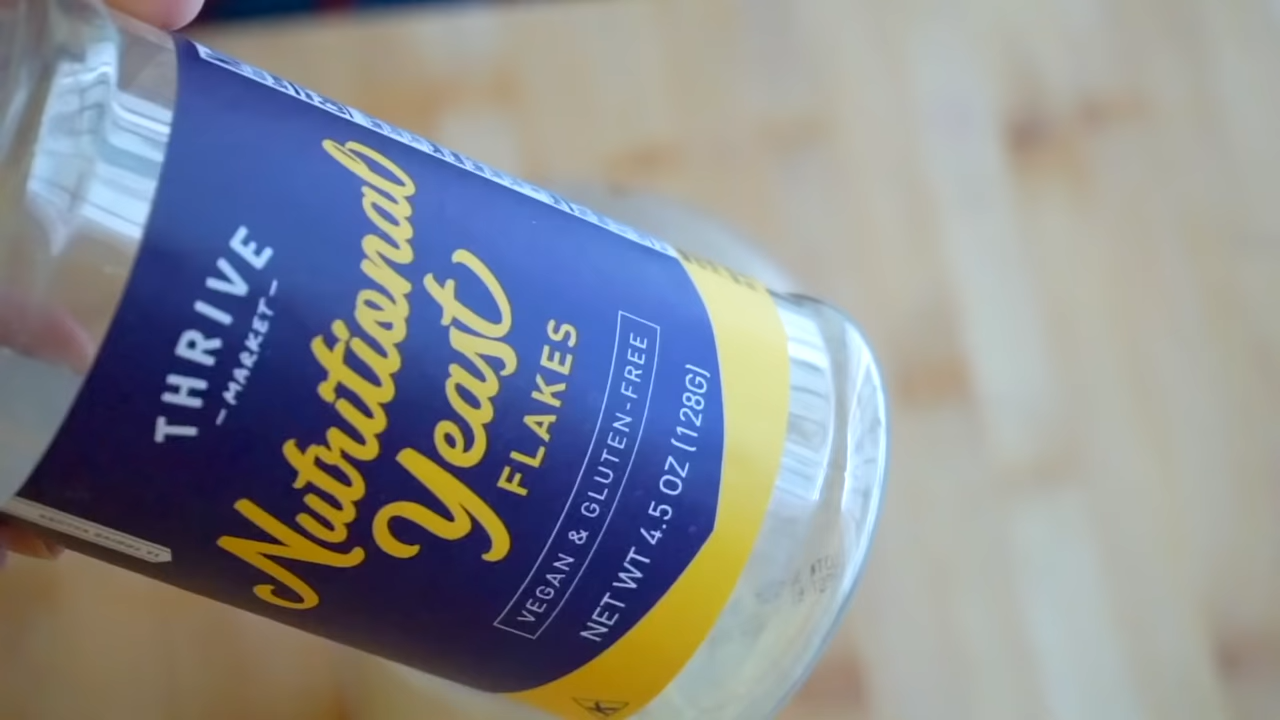 THRIVE
MARKET
Nutritional
Yeast
FLAKES
VEGAN & GLUTEN-FREE
NET WT 4.5 OZ (128G)
K